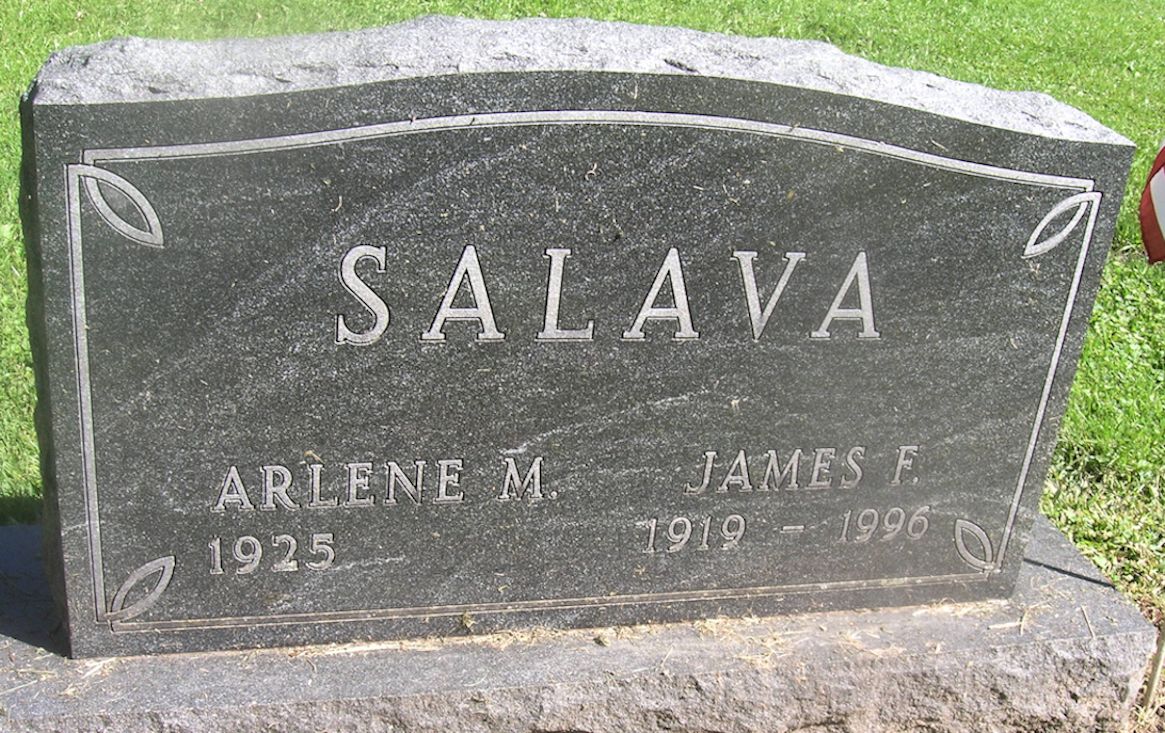 SALAVA
ARLENE M. JAMES F.
1925 1919 - 1996